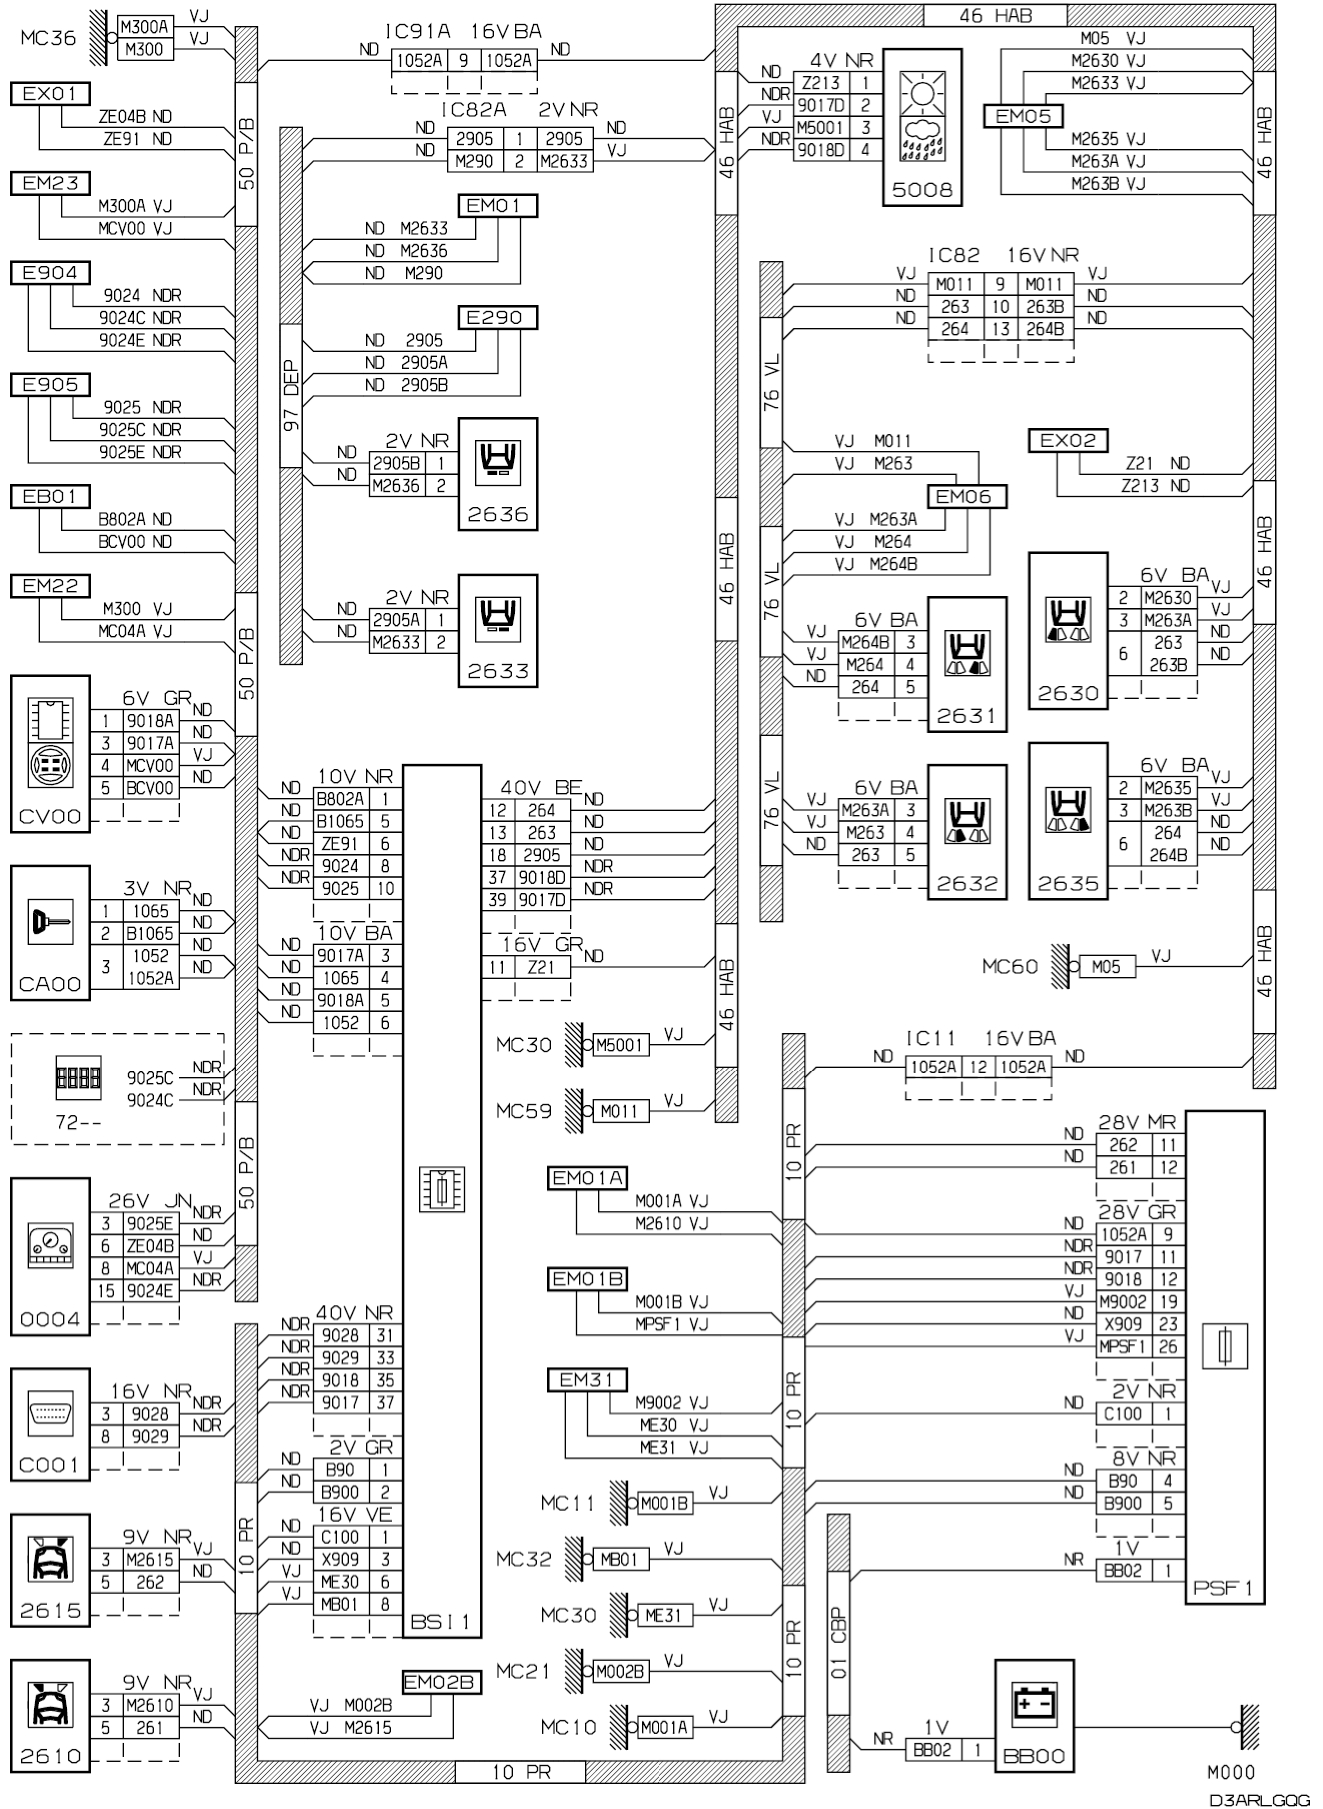 46 HAB
MC36
M300A VJ
M300 VJ
IC91A 16V BA
ND 1052A 9 1052A ND
IC82A 2V NR
ND 2905 1 2905 ND
ND M290 2 M2633 VJ
EX01
ZE04B ND
ZE91 ND
EM23
M300A VJ
MCV00 VJ
E904
9024 NDR
9024C NDR
9024E NDR
E905
9025 NDR
9025C NDR
9025E NDR
EB01
B802A ND
BCV00 ND
EM22
M300 VJ
MC04A VJ
50 P/B
50 P/B
50 P/B
CV00
6V GR
1 9018A ND
3 9017A ND
4 MCV00 VJ
5 BCV00 ND
CA00
3V NR
1 1065 ND
2 B1065 ND
3 1052 ND
1052A ND
72--
9025C NDR
9024C NDR
0004
26V JN
3 9025E NDR
6 ZE04B ND
8 MC04A VJ
15 9024E NDR
C001
16V NR
3 9028 NDR
8 9029 NDR
2615
9V NR
3 M2615 VJ
5 262 ND
2610
9V NR
3 M2610 VJ
5 261 ND
97 DEP
EM01
ND M2633
ND M2636
ND M290
E290
ND 2905
ND 2905A
ND 2905B
2V NR
ND 2905B 1
ND M2636 2
2636
2V NR
ND 2905A 1
ND M2633 2
2633
BSI1
10V NR
ND B802A 1
ND B1065 5
ND ZE91 6
NDR 9024 8
NDR 9025 10
10V BA
ND 9017A 3
ND 1065 4
ND 9018A 5
ND 1052 6
40V NR
NDR 9028 31
NDR 9029 33
NDR 9018 35
NDR 9017 37
2V GR
ND B90 1
ND B900 2
16V VE
ND C100 1
ND X909 3
VJ ME30 6
VJ MB01 8
40V BE
12 264 ND
13 263 ND
18 2905 ND
37 9018D NDR
39 9017D NDR
16V GR
11 Z21 ND
10 PR
EM02B
VJ M002B
VJ M2615
10 PR
MC30 M5001 VJ
MC59 M011 VJ
EM01A
M001A VJ
M2610 VJ
EM01B
M001B VJ
MPSF1 VJ
EM31
M9002 VJ
ME30 VJ
ME31 VJ
MC11 M001B VJ
MC32 MB01 VJ
MC30 ME31 VJ
MC21 M002B VJ
MC10 M001A VJ
46 HAB
46 HAB
46 HAB
4V NR
ND Z213 1
NDR 9017D 2
VJ M5001 3
NDR 9018D 4
5008
M05 VJ
M2630 VJ
M2633 VJ
EM05
M2635 VJ
M263A VJ
M263B VJ
46 HAB
46 HAB
46 HAB
IC82 16V NR
VJ M011 9 M011 VJ
ND 263 10 263B ND
ND 264 13 264B ND
76 VL
76 VL
76 VL
VJ M011
VJ M263
EM06
VJ M263A
VJ M264
VJ M264B
EX02
Z21 ND
Z213 ND
6V BA
VJ M264B 3
VJ M264 4
ND 264 5
2631
2630
6V BA
2 M2630 VJ
3 M263A VJ
6 263 ND
263B ND
6V BA
VJ M263A 3
VJ M263 4
ND 263 5
2632
2635
6V BA
2 M2635 VJ
3 M263B VJ
6 264 ND
264B ND
MC60 M05 VJ
IC11 16V BA
ND 1052A 12 1052A ND
10 PR
10 PR
10 PR
PSF1
28V MR
ND 262 11
ND 261 12
28V GR
ND 1052A 9
NDR 9017 11
NDR 9018 12
VJ M9002 19
ND X909 23
VJ MPSF1 26
2V NR
ND C100 1
8V NR
ND B90 4
ND B900 5
1V
NR BB02 1
01 CBP
BB00
1V
NR BB02 1
M000
D3ARLGQG